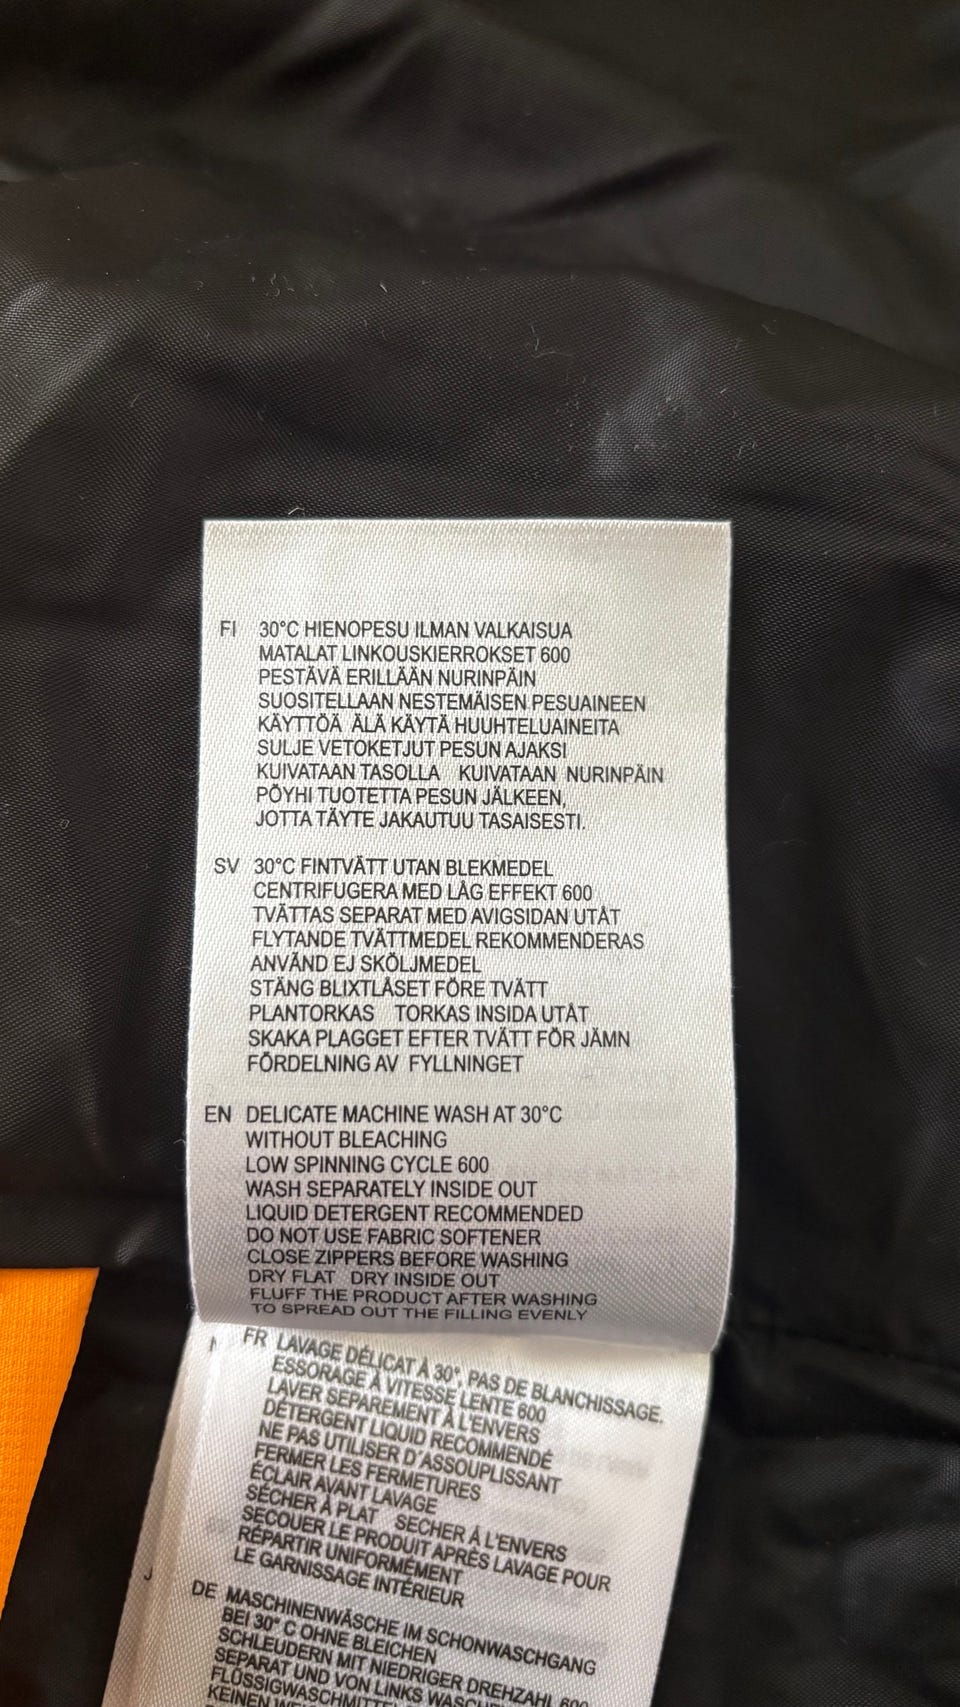 FI 30°C HIENOPESU ILMAN VALKAISUA
MATALAT LINKOUSKIERROKSET 600
PESTÄVÄ ERILLÄÄN NURINPÄIN
SUOSITELLAAN NESTEMÄISEN PESUAINEEN
KÄYTTÖÄ ÄLÄ KÄYTÄ HUUHTELUAINEITA
SULJE VETOKETJUT PESUN AJAKSI
KUIVATAAN TASOLLA KUIVATAAN NURINPÄIN
PÖYHI TUOTETTA PESUN JÄLKEEN,
JOTTA TÄYTE JAKAUTUU TASAISESTI.
SV 30°C FINTVÄTT UTAN BLEKMEDEL
CENTRIFUGERA MED LÅG EFFEKT 600
TVÄTTAS SEPARAT MED AVIGSIDAN UTÅT
FLYTANDE TVÄTTMEDEL REKOMMENDERAS
ANVÄND EJ SKÖLJMEDEL
STÄNG BLIXTLÅSET FÖRE TVÄTT
PLANTORKAS TORKAS INSIDA UTÅT
SKAKA PLAGGET EFTER TVÄTT FÖR JÄMN
FÖRDELNING AV FYLLNINGET
EN DELICATE MACHINE WASH AT 30°C
WITHOUT BLEACHING
LOW SPINNING CYCLE 600
WASH SEPARATELY INSIDE OUT
LIQUID DETERGENT RECOMMENDED
DO NOT USE FABRIC SOFTENER
CLOSE ZIPPERS BEFORE WASHING
DRY FLAT DRY INSIDE OUT
FLUFF THE PRODUCT AFTER WASHING
TO SPREAD OUT THE FILLING EVENLY
FR LAVAGE DÉLICAT À 30°, PAS DE BLANCHISSAGE.
ESSORAGE À VITESSE LENTE 600
LAVER SEPAREMENT À L'ENVERS
DÉTERGENT LIQUID RECOMMENDÉ
NE PAS UTILISER D'ASSOUPLISSANT
FERMER LES FERMETURES
ÉCLAIR AVANT LAVAGE
SÉCHER À PLAT SECHER À L'ENVERS
SECOUER LE PRODUIT APRÈS LAVAGE POUR
RÉPARTIR UNIFORMÉMENT
LE GARNISSAGE INTÉRIEUR
DE MASCHINENWÄSCHE IM SCHONWASCHGANG
BEI 30° C OHNE BLEICHEN
SCHLEUDERN MIT NIEDRIGER DREHZAHL 600
SEPARAT UND VON LINKS
KEINEN